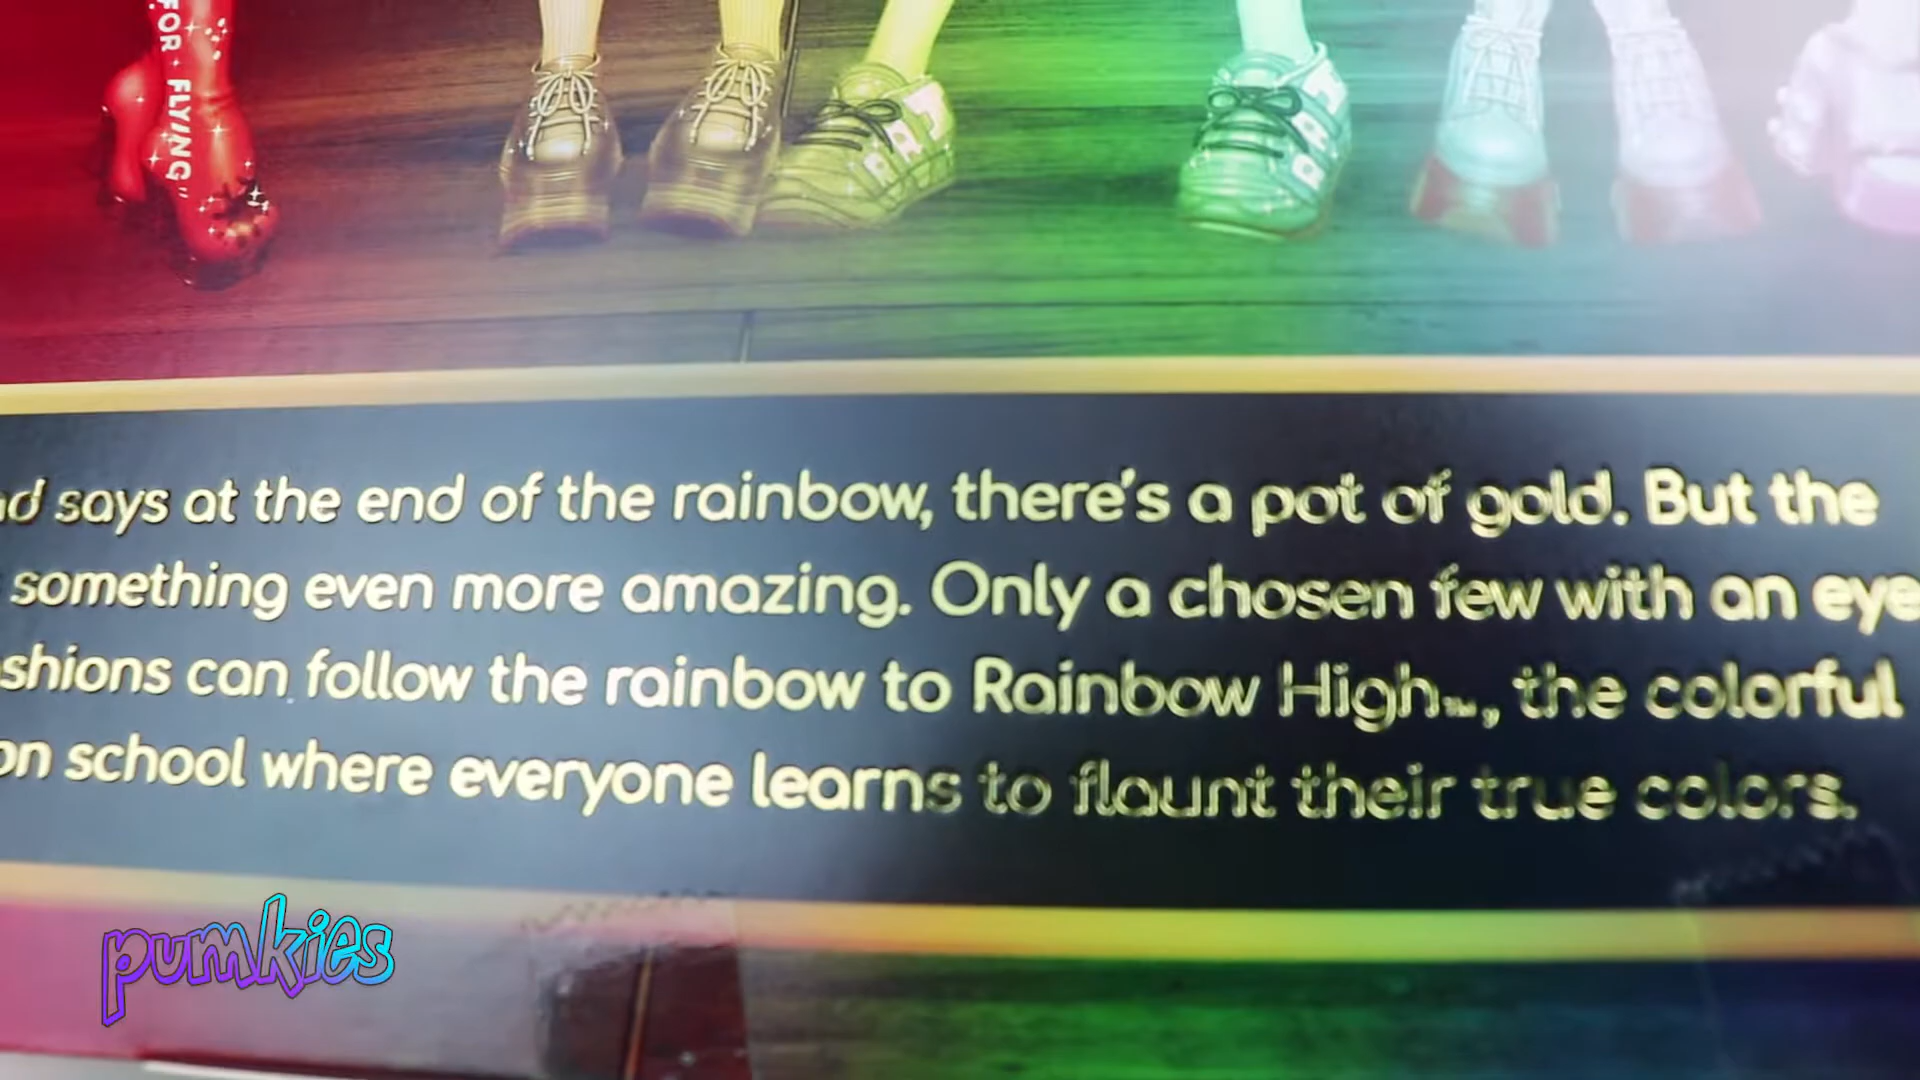 FOR FLYING"
says at the end of the rainbow, there's a pot of gold. But the
something even more amazing. Only a chosen few with an eye
shions can follow the rainbow to Rainbow High™, the colorful
on school where everyone learns to flaunt their true colors.
pumkies